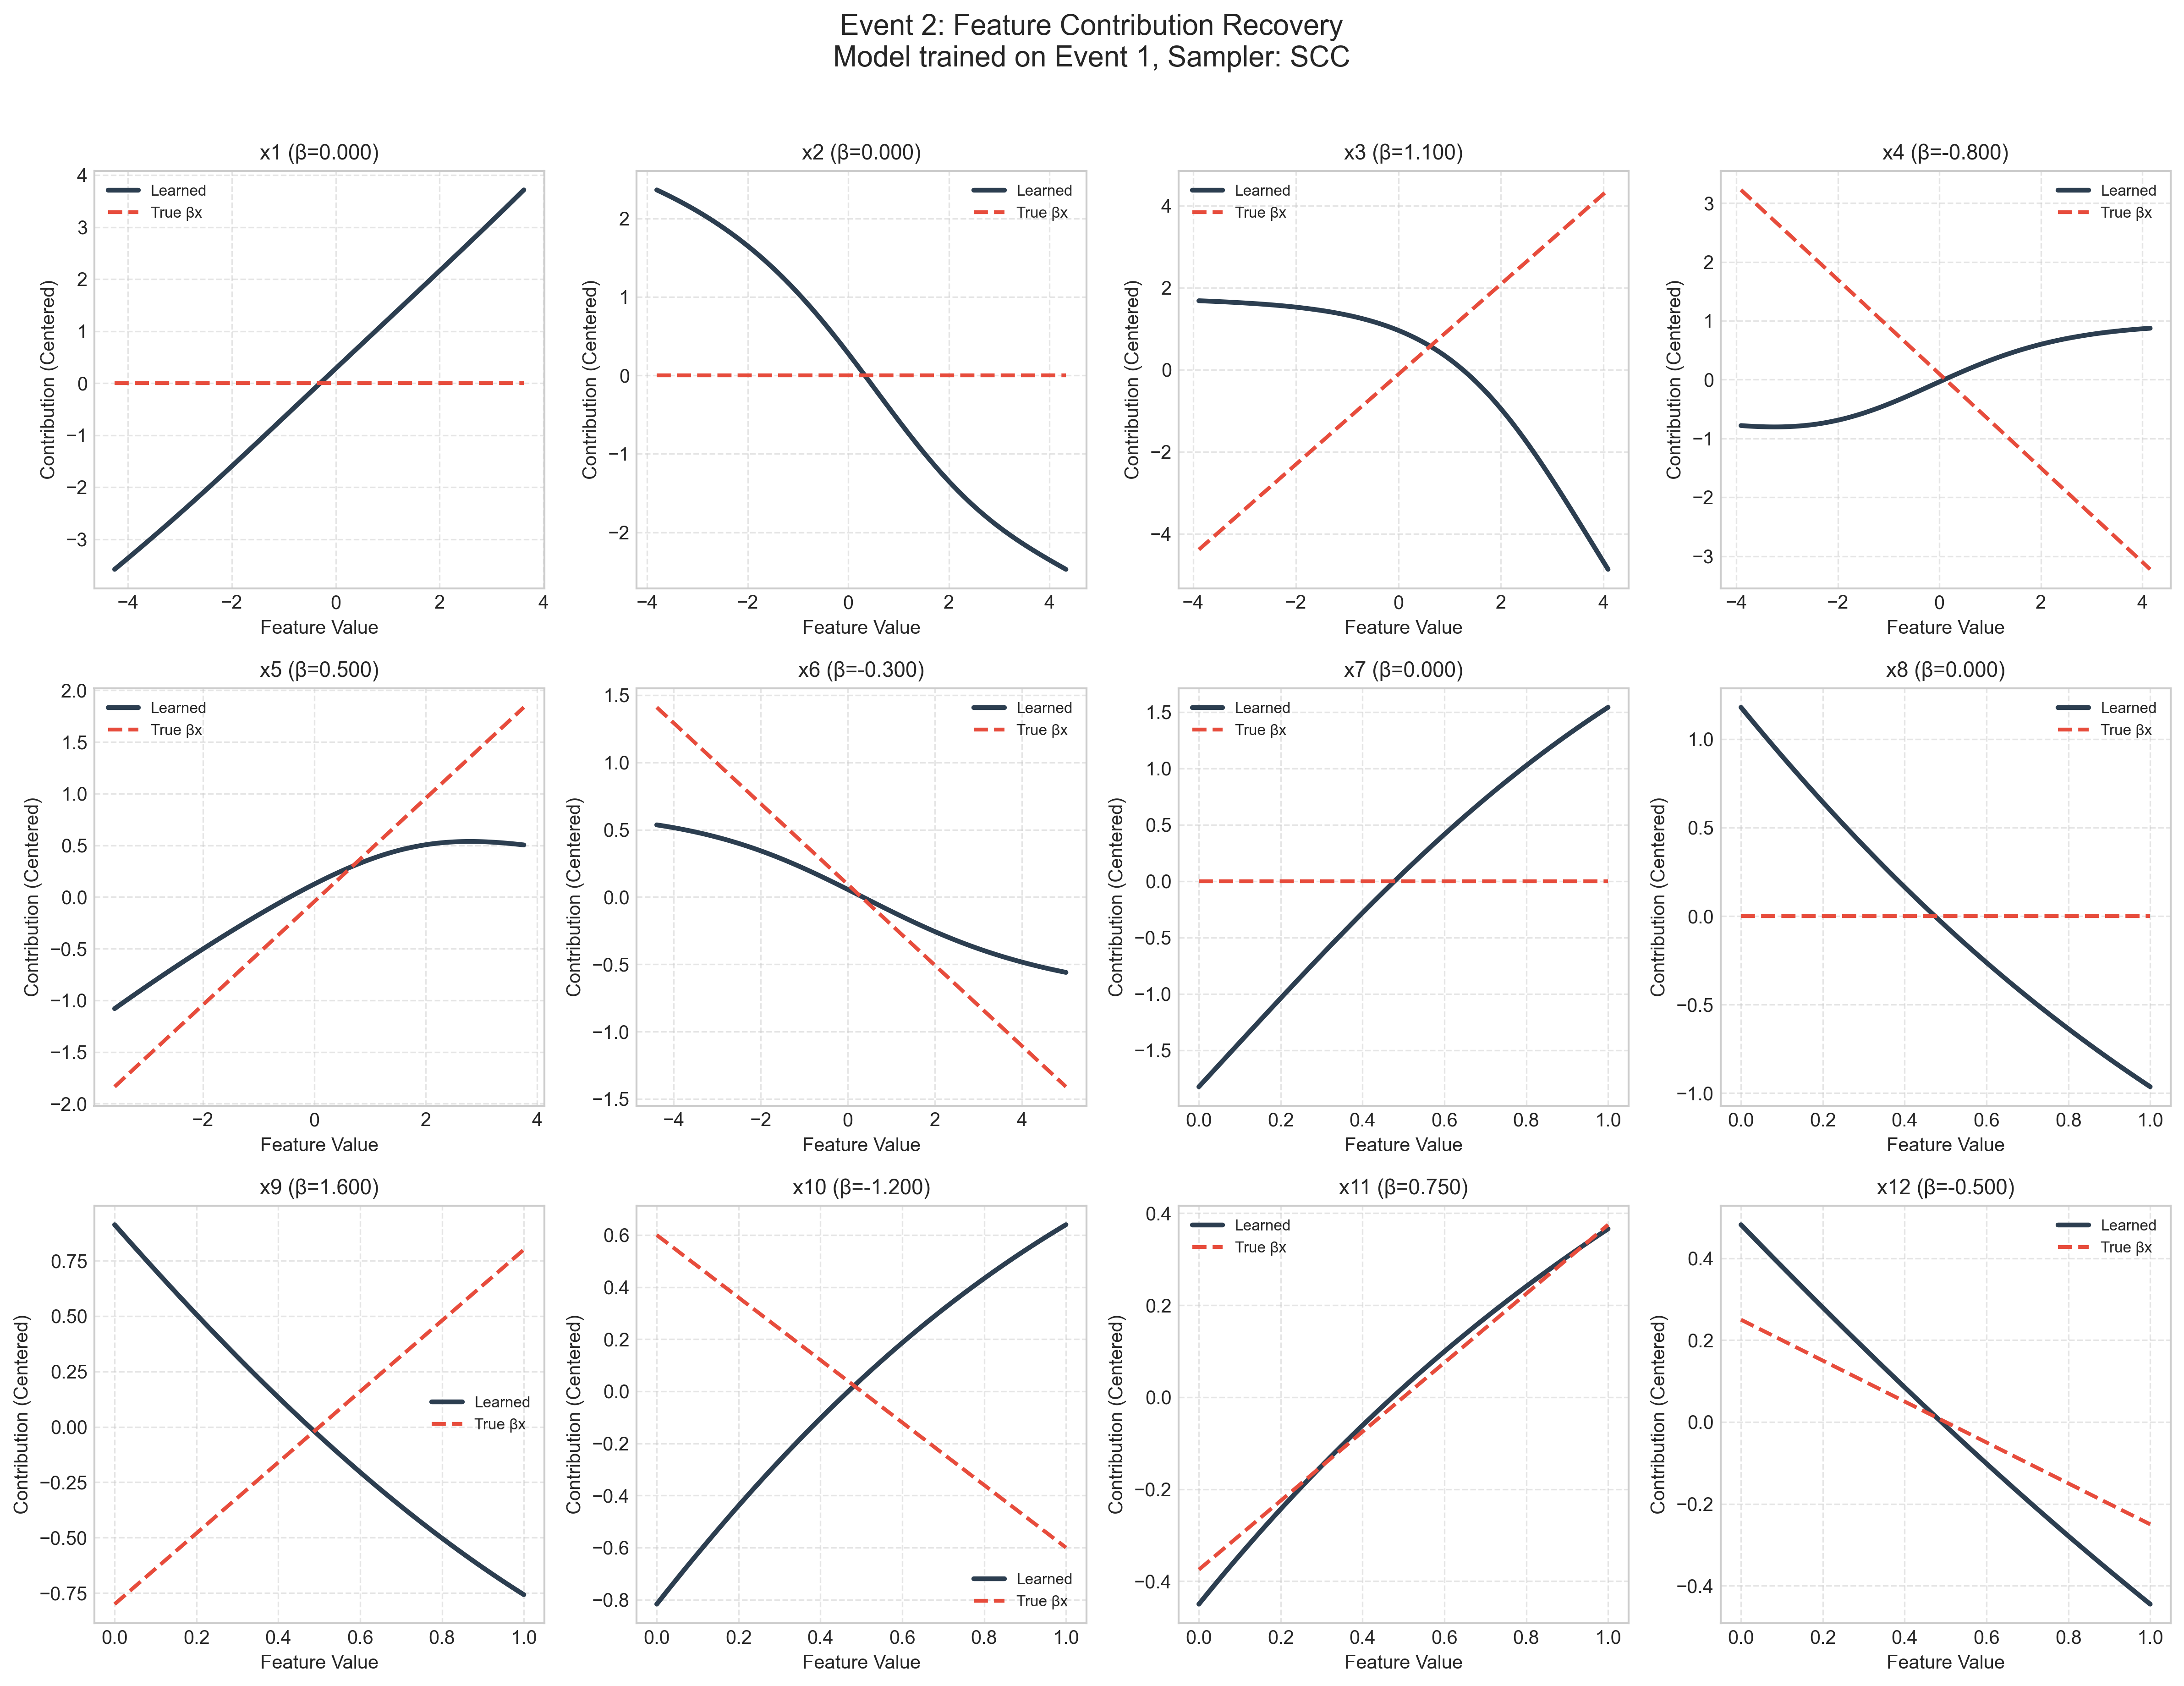 Event 2: Feature Contribution Recovery
Model trained on Event 1, Sampler: SCC
x1 (β=0.000)
Learned
True βx
Contribution (Centered)
4
3
2
1
0
−1
−2
−3
−4
−2
0
2
4
Feature Value
x2 (β=0.000)
Learned
True βx
Contribution (Centered)
2
1
0
−1
−2
−4
−2
0
2
4
Feature Value
x3 (β=1.100)
Learned
True βx
Contribution (Centered)
4
2
0
−2
−4
−4
−2
0
2
4
Feature Value
x4 (β=-0.800)
Learned
True βx
Contribution (Centered)
3
2
1
0
−1
−2
−3
−4
−2
0
2
4
Feature Value
x5 (β=0.500)
Learned
True βx
Contribution (Centered)
2.0
1.5
1.0
0.5
0.0
−0.5
−1.0
−1.5
−2.0
−2
0
2
4
Feature Value
x6 (β=-0.300)
Learned
True βx
Contribution (Centered)
1.5
1.0
0.5
0.0
−0.5
−1.0
−1.5
−4
−2
0
2
4
Feature Value
x7 (β=0.000)
Learned
True βx
Contribution (Centered)
1.5
1.0
0.5
0.0
−0.5
−1.0
−1.5
0.0
0.2
0.4
0.6
0.8
1.0
Feature Value
x8 (β=0.000)
Learned
True βx
Contribution (Centered)
1.0
0.5
0.0
−0.5
−1.0
0.0
0.2
0.4
0.6
0.8
1.0
Feature Value
x9 (β=1.600)
Learned
True βx
Contribution (Centered)
0.75
0.50
0.25
0.00
−0.25
−0.50
−0.75
0.0
0.2
0.4
0.6
0.8
1.0
Feature Value
x10 (β=-1.200)
Learned
True βx
Contribution (Centered)
0.6
0.4
0.2
0.0
−0.2
−0.4
−0.6
−0.8
0.0
0.2
0.4
0.6
0.8
1.0
Feature Value
x11 (β=0.750)
Learned
True βx
Contribution (Centered)
0.4
0.2
0.0
−0.2
−0.4
0.0
0.2
0.4
0.6
0.8
1.0
Feature Value
x12 (β=-0.500)
Learned
True βx
Contribution (Centered)
0.4
0.2
0.0
−0.2
−0.4
0.0
0.2
0.4
0.6
0.8
1.0
Feature Value